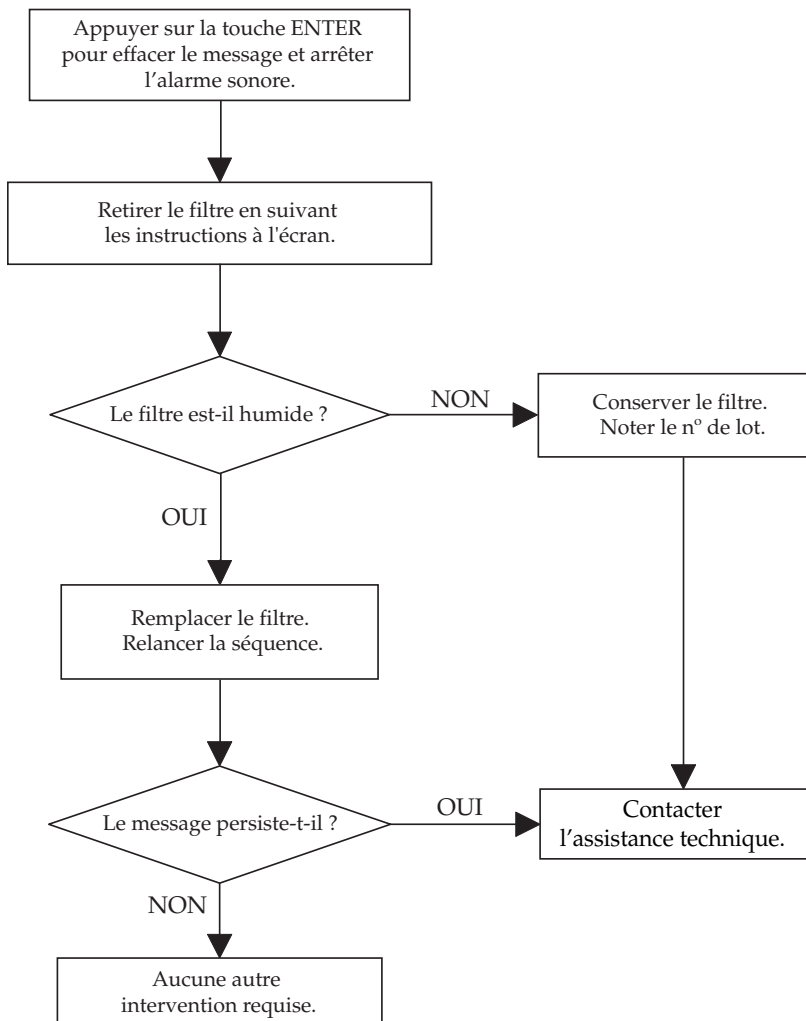 Appuyer sur la touche ENTER
pour effacer le message et arrêter
l’alarme sonore.
Retirer le filtre en suivant
les instructions à l'écran.
Le filtre est-il humide ?
NON
Conserver le filtre.
Noter le nº de lot.
OUI
Remplacer le filtre.
Relancer la séquence.
Le message persiste-t-il ?
OUI
Contacter
l’assistance technique.
NON
Aucune autre
intervention requise.